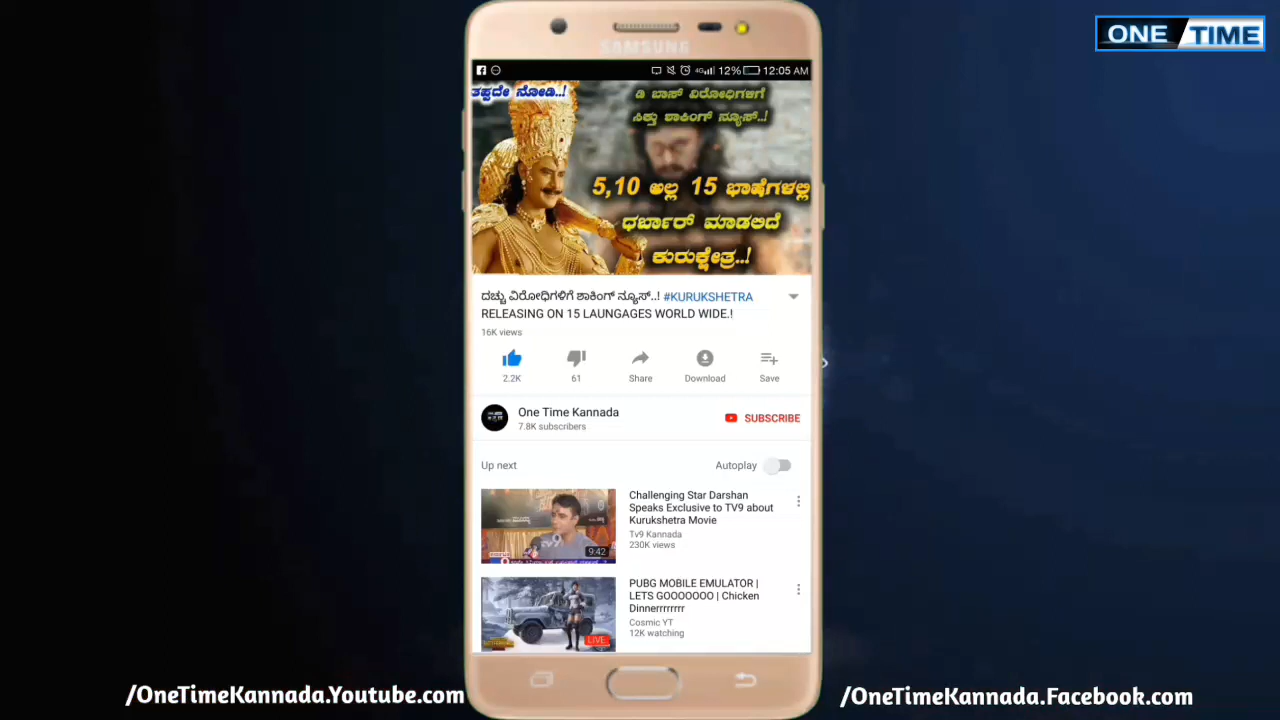 ONE TIME
SAMSUNG
4G 12% 12:05 AM
ತಪ್ಪದೇ ನೋಡಿ..!
ಡಿ ಬಾಸ್ ವಿರೋಧಿಗಳಿಗೆ
ಸಿಕ್ತು ಶಾಕಿಂಗ್ ನ್ಯೂಸ್..!
5,10 ಅಲ್ಲ 15 ಭಾಷೆಗಳಲ್ಲಿ
ಧರ್ಬಾರ್ ಮಾಡಲಿದೆ
ಕುರುಕ್ಷೇತ್ರ..!
ದಚ್ಚು ವಿರೋಧಿಗಳಿಗೆ ಶಾಕಿಂಗ್ ನ್ಯೂಸ್..! #KURUKSHETRA
RELEASING ON 15 LAUNGAGES WORLD WIDE.!
16K views
2.2K 61 Share Download Save
One Time Kannada
7.8K subscribers
SUBSCRIBE
Up next Autoplay
Challenging Star Darshan
Speaks Exclusive to TV9 about
Kurukshetra Movie
Tv9 Kannada
230K views
9:42
PUBG MOBILE EMULATOR |
LETS GOOOOOOO | Chicken
Dinnerrrrrrr
Cosmic YT
12K watching
LIVE
/OneTimeKannada.Youtube.com
/OneTimeKannada.Facebook.com